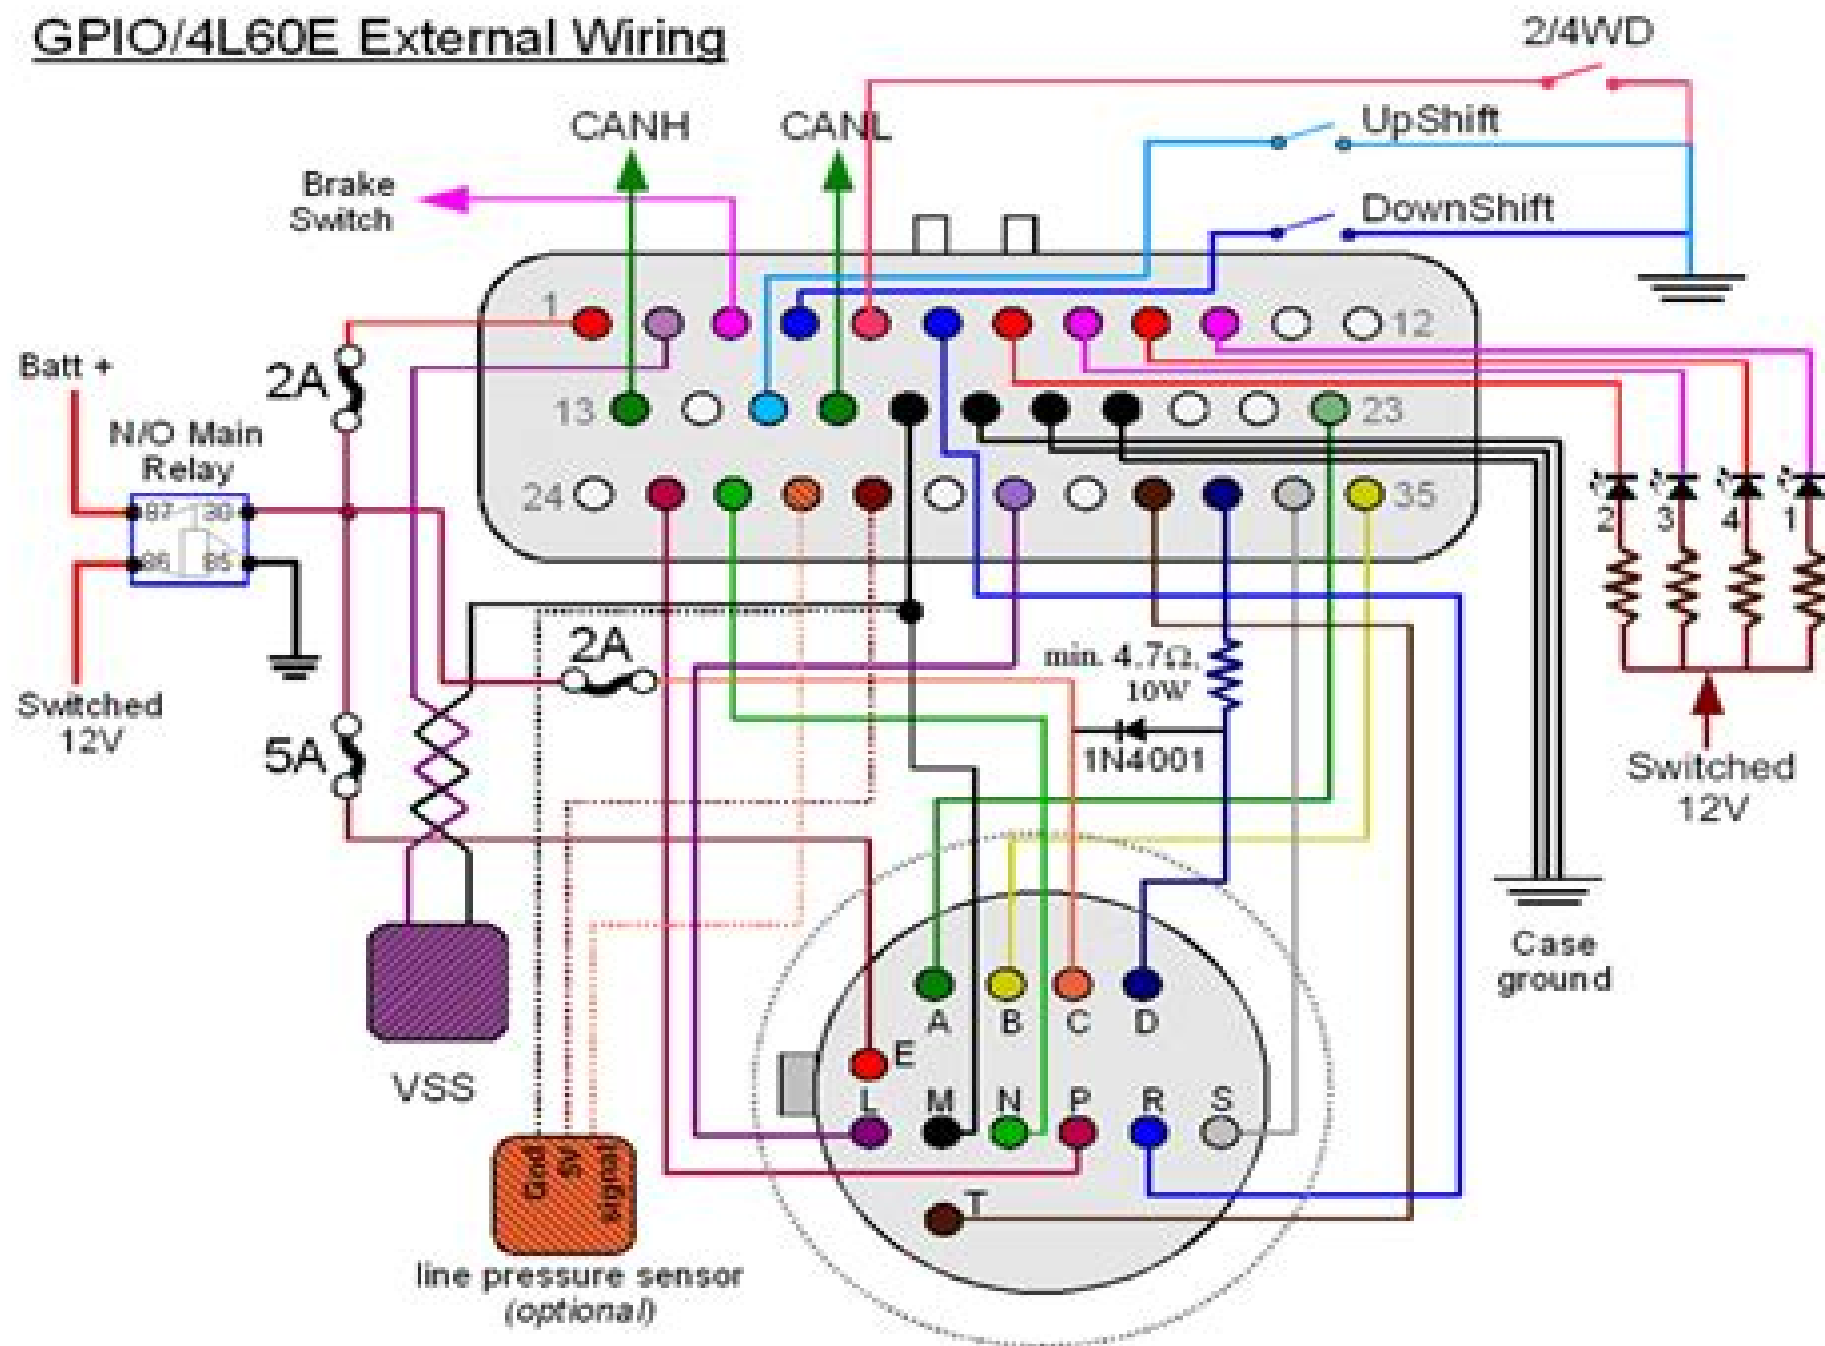 GPIO/4L60E External Wiring
2/4WD
CANH
CANL
UpShift
Brake
Switch
DownShift
1
12
Batt +
2A
13
23
N/O Main
Relay
24
35
87
30
86
85
2
3
4
1
2A
min. 4.7Ω,
10W
Switched
12V
5A
1N4001
Switched
12V
Case
ground
A
B
C
D
E
VSS
L
M
N
P
R
S
Gnd
5V
signal
T
line pressure sensor
(optional)